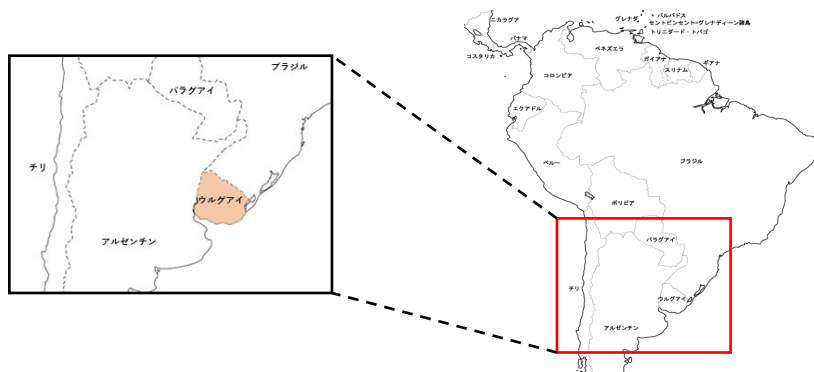 ブラジル
パラグアイ
チリ
ウルグアイ
アルゼンチン
ニカラグア
パナマ
コスタリカ
グレナダ
バルバドス
セントビンセント=グレナディーン諸島
トリニダード・トバゴ
ベネズエラ
ガイアナ
ギアナ
スリナム
コロンビア
エクアドル
ペルー
ブラジル
ボリビア
パラグアイ
チリ
ウルグアイ
アルゼンチン